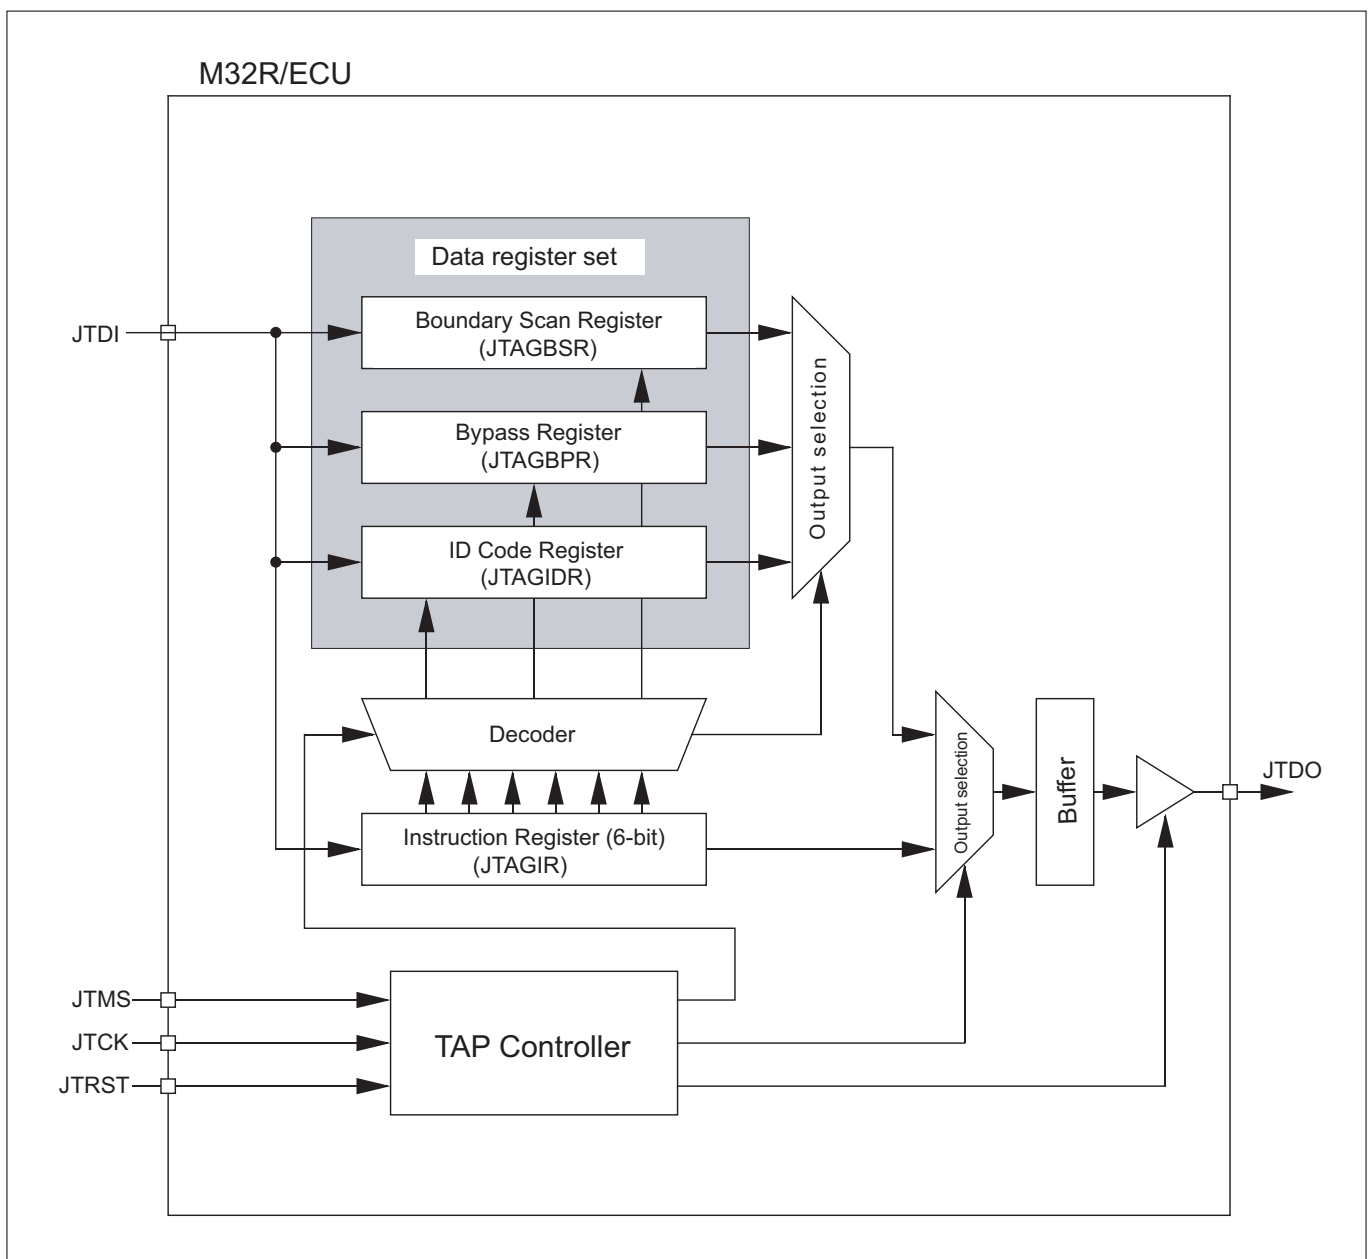 M32R/ECU
Data register set
JTDI
Boundary Scan Register
(JTAGBSR)
Bypass Register
(JTAGBPR)
ID Code Register
(JTAGIDR)
Output selection
Decoder
Instruction Register (6-bit)
(JTAGIR)
Output selection
Buffer
JTDO
JTMS
JTCK
JTRST
TAP Controller